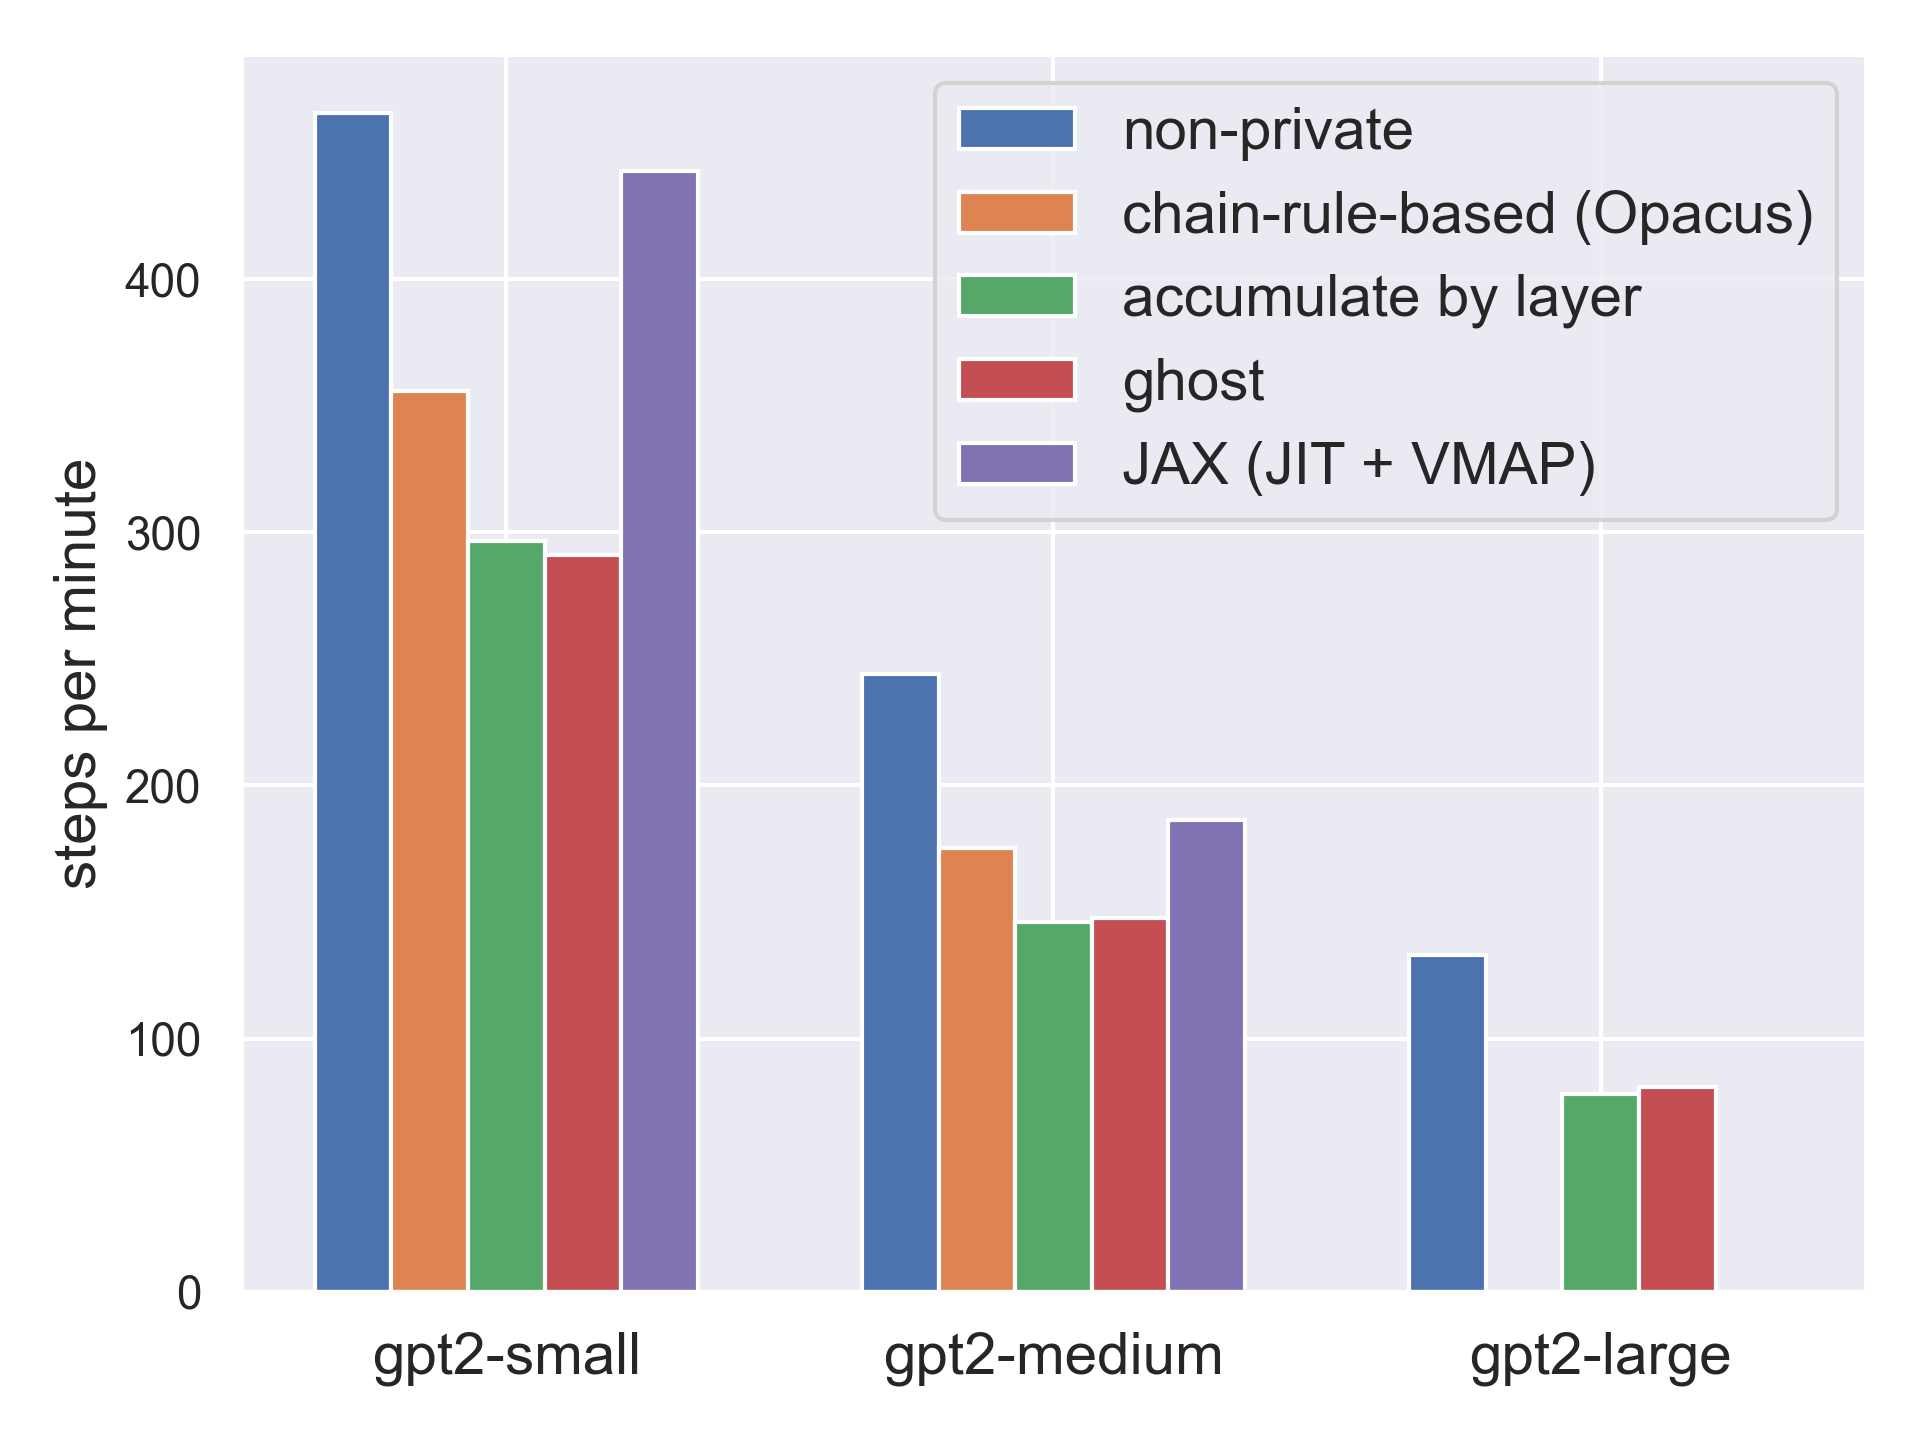 non-private
chain-rule-based (Opacus)
accumulate by layer
ghost
JAX (JIT + VMAP)
steps per minute
400
300
200
100
0
gpt2-small
gpt2-medium
gpt2-large